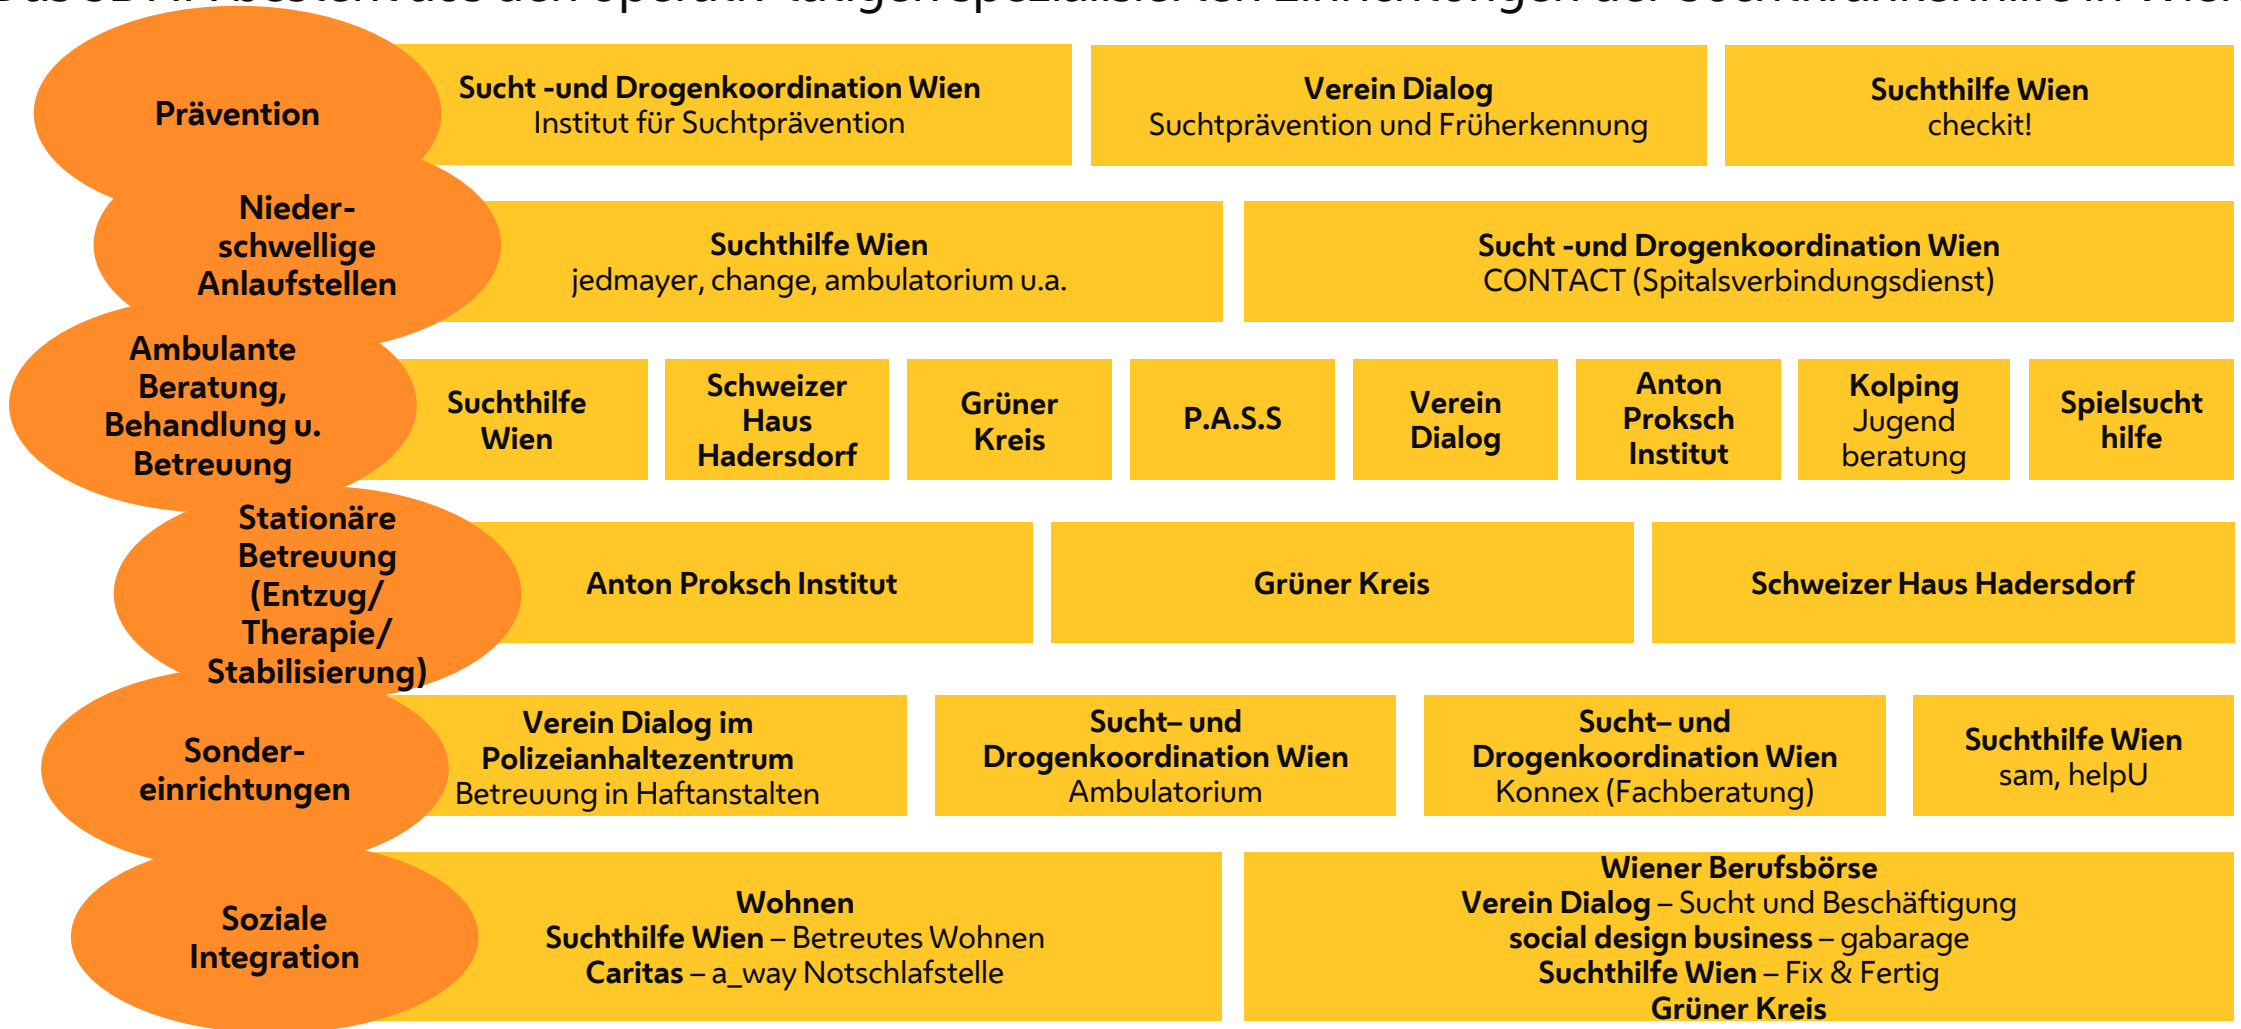 Prävention
Sucht -und Drogenkoordination Wien
Institut für Suchtprävention
Verein Dialog
Suchtprävention und Früherkennung
Suchthilfe Wien
checkit!
Nieder-
schwellige
Anlaufstellen
Suchthilfe Wien
jedmayer, change, ambulatorium u.a.
Sucht -und Drogenkoordination Wien
CONTACT (Spitalsverbindungsdienst)
Ambulante
Beratung,
Behandlung u.
Betreuung
Suchthilfe
Wien
Schweizer
Haus
Hadersdorf
Grüner
Kreis
P.A.S.S
Verein
Dialog
Anton
Proksch
Institut
Kolping
Jugend
beratung
Spielsucht
hilfe
Stationäre
Betreuung
(Entzug/
Therapie/
Stabilisierung)
Anton Proksch Institut
Grüner Kreis
Schweizer Haus Hadersdorf
Sonder-
einrichtungen
Verein Dialog im
Polizeianhaltezentrum
Betreuung in Haftanstalten
Sucht– und
Drogenkoordination Wien
Ambulatorium
Sucht– und
Drogenkoordination Wien
Konnex (Fachberatung)
Suchthilfe Wien
sam, helpU
Soziale
Integration
Wohnen
Suchthilfe Wien – Betreutes Wohnen
Caritas – a_way Notschlafstelle
Wiener Berufsbörse
Verein Dialog – Sucht und Beschäftigung
social design business – gabarage
Suchthilfe Wien – Fix & Fertig
Grüner Kreis